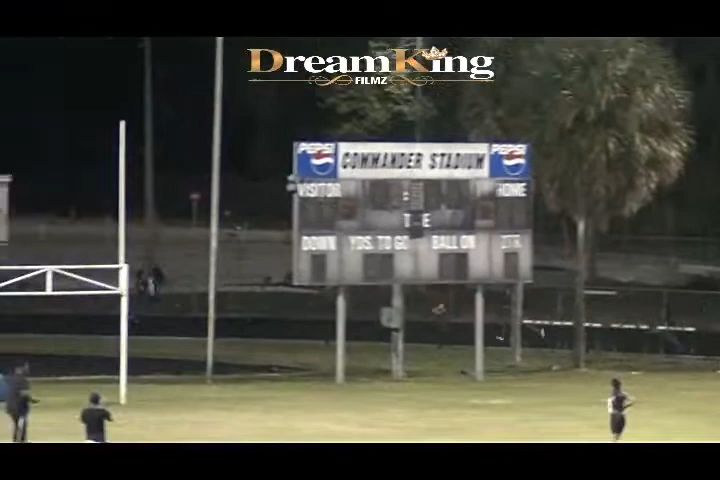 DreamKing
FILMZ
PEPSI COMMANDER STADIUM PEPSI
VISITOR HOME
DOWN YDS. TO GO BALL ON QTR